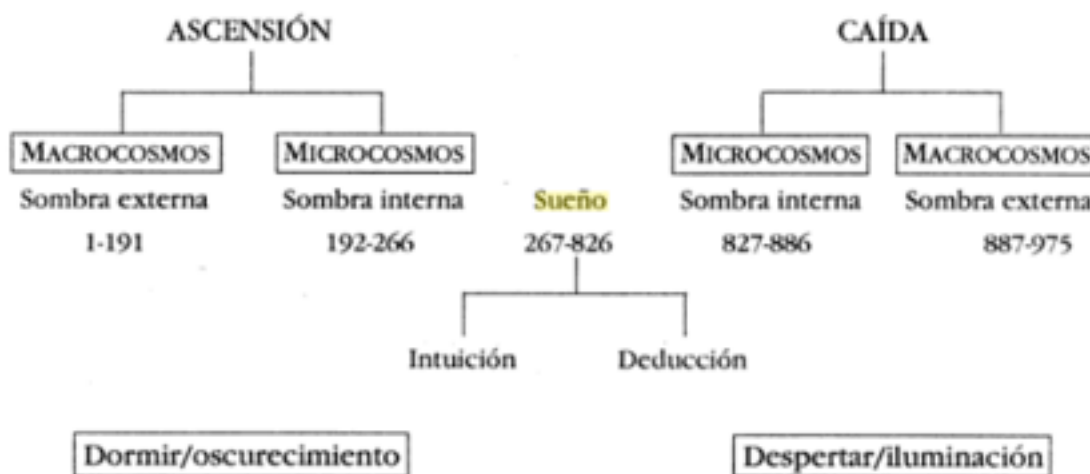 ASCENSIÓN CAÍDA
MACROCOSMOS MICROCOSMOS MICROCOSMOS MACROCOSMOS
Sombra externa Sombra interna Sueño Sombra interna Sombra externa
1-191 192-266 267-826 827-886 887-975
Intuición Deducción
Dormir/oscurecimiento Despertar/iluminación